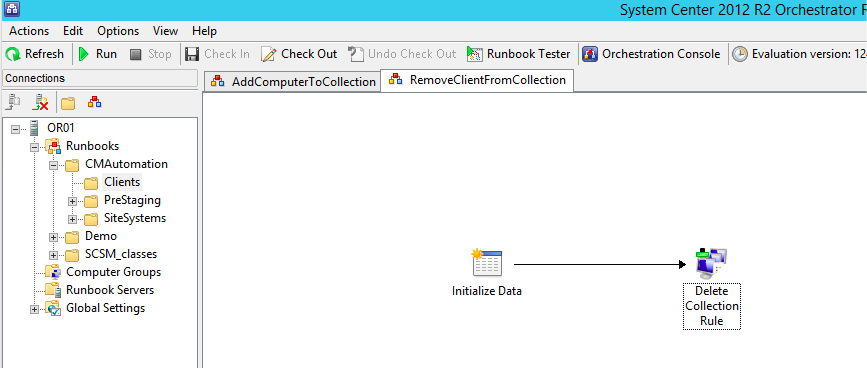 System Center 2012 R2 Orchestrator R
Actions Edit Options View Help
Refresh Run Stop Check In Check Out Undo Check Out Runbook Tester Orchestration Console Evaluation version: 12
Connections
AddComputerToCollection RemoveClientFromCollection
OR01
Runbooks
CMAutomation
Clients
PreStaging
SiteSystems
Demo
SCSM_classes
Computer Groups
Runbook Servers
Global Settings
Initialize Data
Delete
Collection
Rule